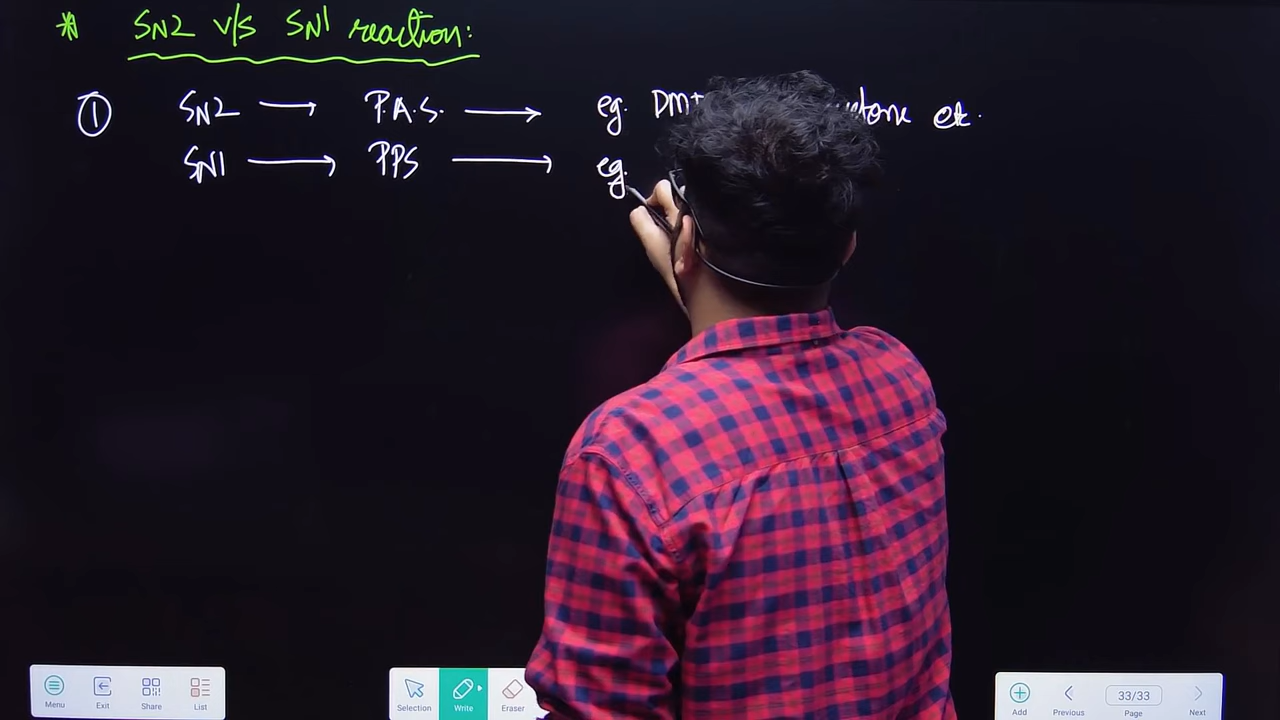 * SN2 v/s SN1 reaction:
① SN2 → P.A.S. → eg. etc.
SN1 → PPS → eg.
Menu Exit Share List Selection Write Eraser Add Previous 33/33 Page Next